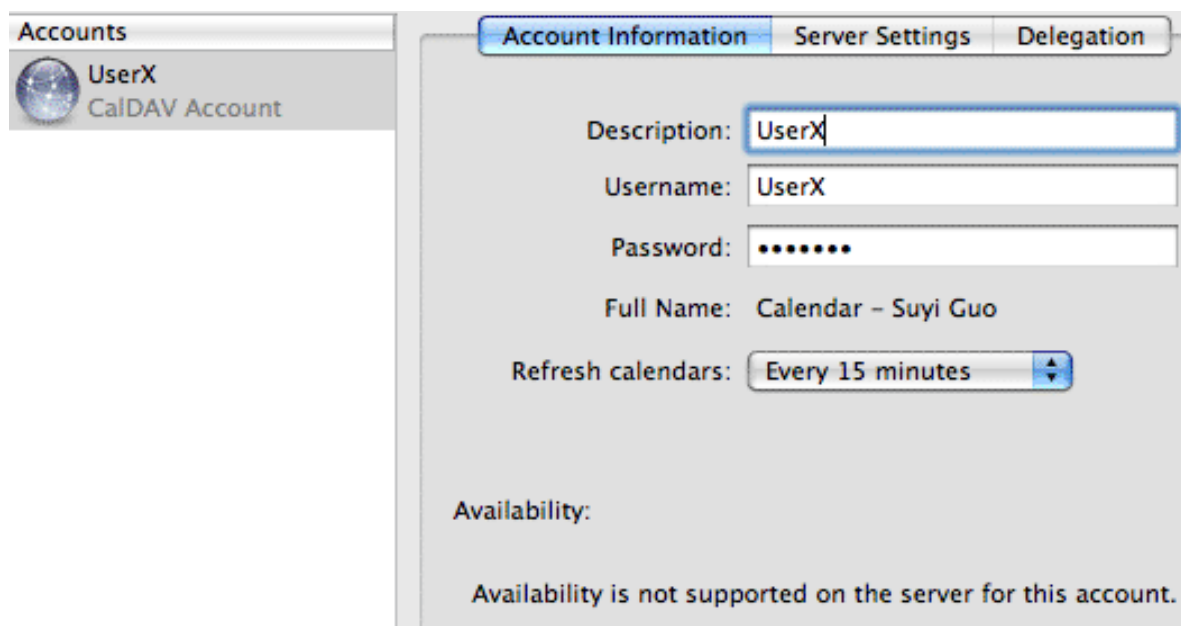 Accounts
UserX
CalDAV Account
Account Information Server Settings Delegation
Description: UserX
Username: UserX
Password: •••••••
Full Name: Calendar – Suyi Guo
Refresh calendars: Every 15 minutes
Availability:
Availability is not supported on the server for this account.